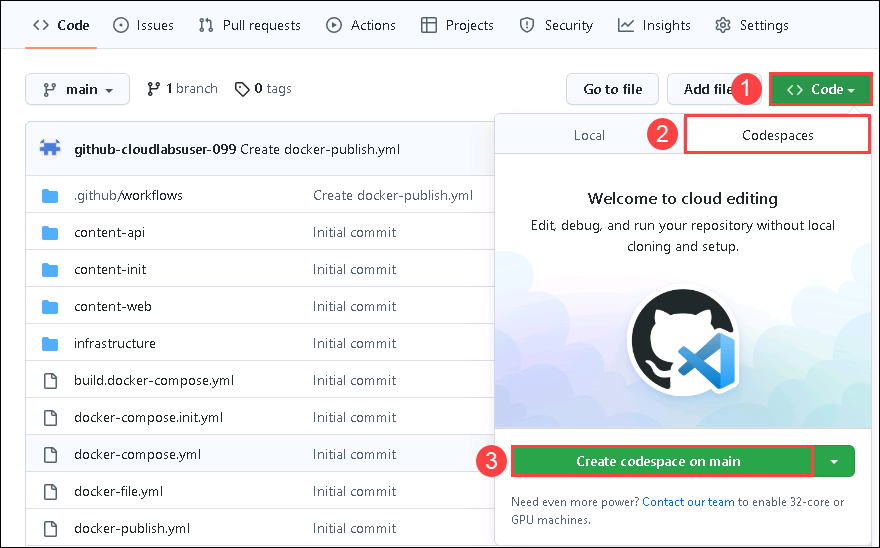 Code Issues Pull requests Actions Projects Security Insights Settings
main 1 branch 0 tags Go to file Add file 1 Code
2 Local Codespaces
github-cloudlabsuser-099 Create docker-publish.yml
.github/workflows Create docker-publish.yml
content-api Initial commit
content-init Initial commit
content-web Initial commit
infrastructure Initial commit
build.docker-compose.yml Initial commit
docker-compose.init.yml Initial commit
docker-compose.yml Initial commit
docker-file.yml Initial commit
docker-publish.yml Initial commit
Welcome to cloud editing
Edit, debug, and run your repository without local
cloning and setup.
3 Create codespace on main
Need even more power? Contact our team to enable 32-core or
GPU machines.